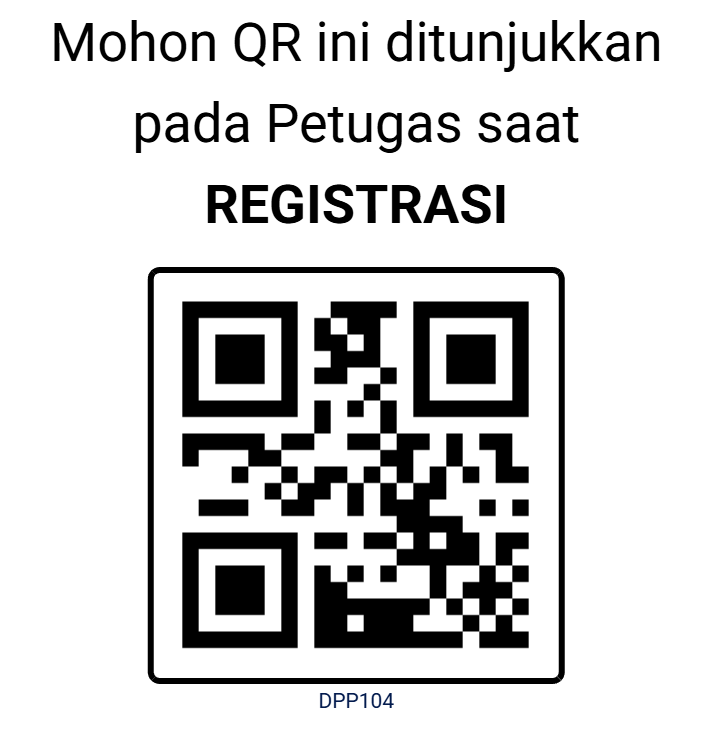 Mohon QR ini ditunjukkan
pada Petugas saat
REGISTRASI
DPP104